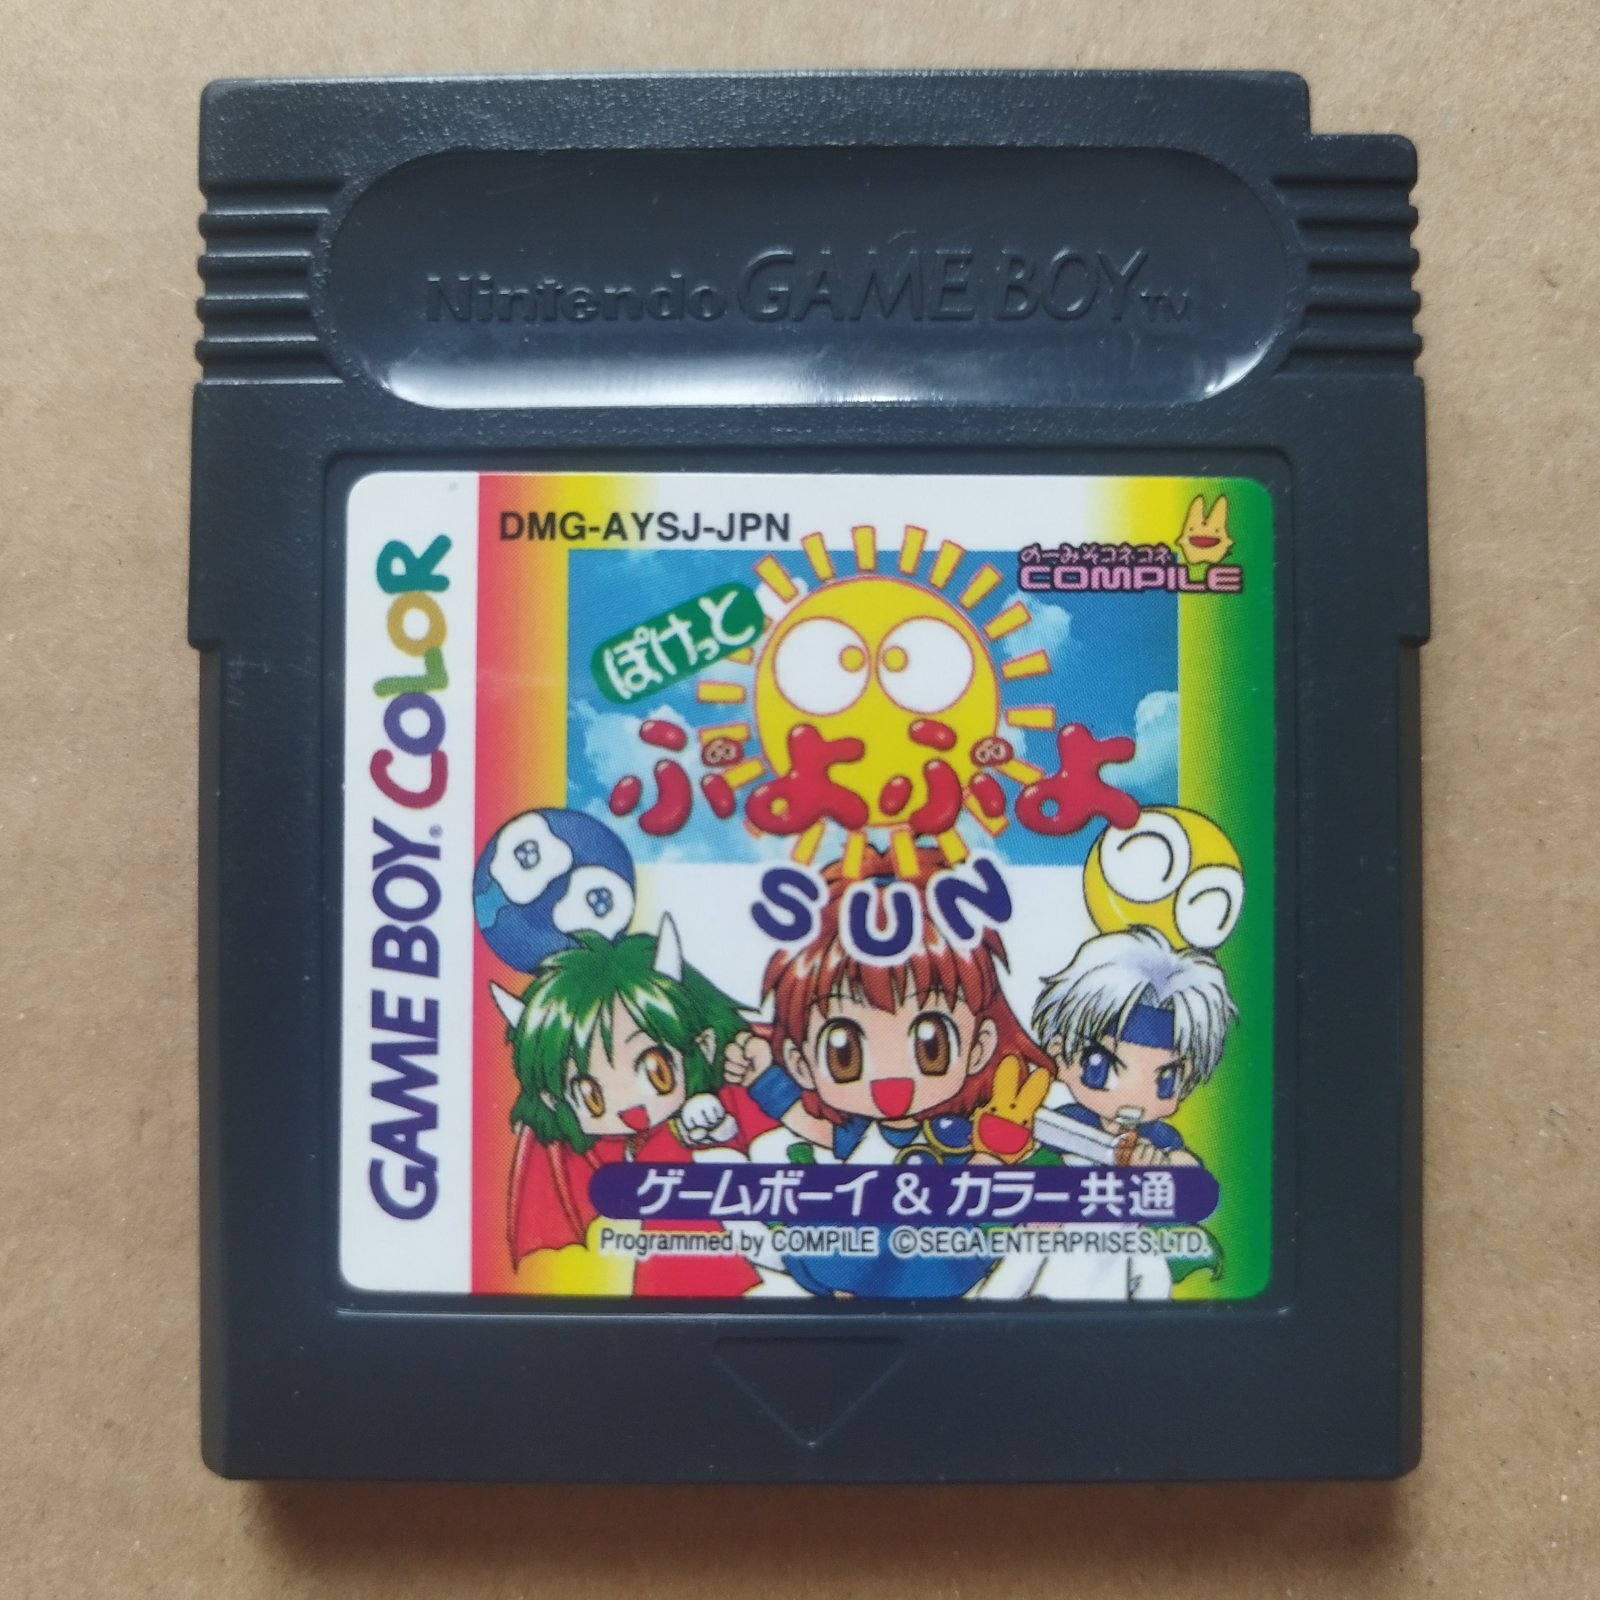 Nintendo GAME BOY™
GAME BOY® COLOR
DMG-AYSJ-JPN
のーみそコネコネ
COMPILE
ぽけっと
ぷよぷよ
SUN
ゲームボーイ & カラー共通
Programmed by COMPILE ©SEGA ENTERPRISES,LTD.